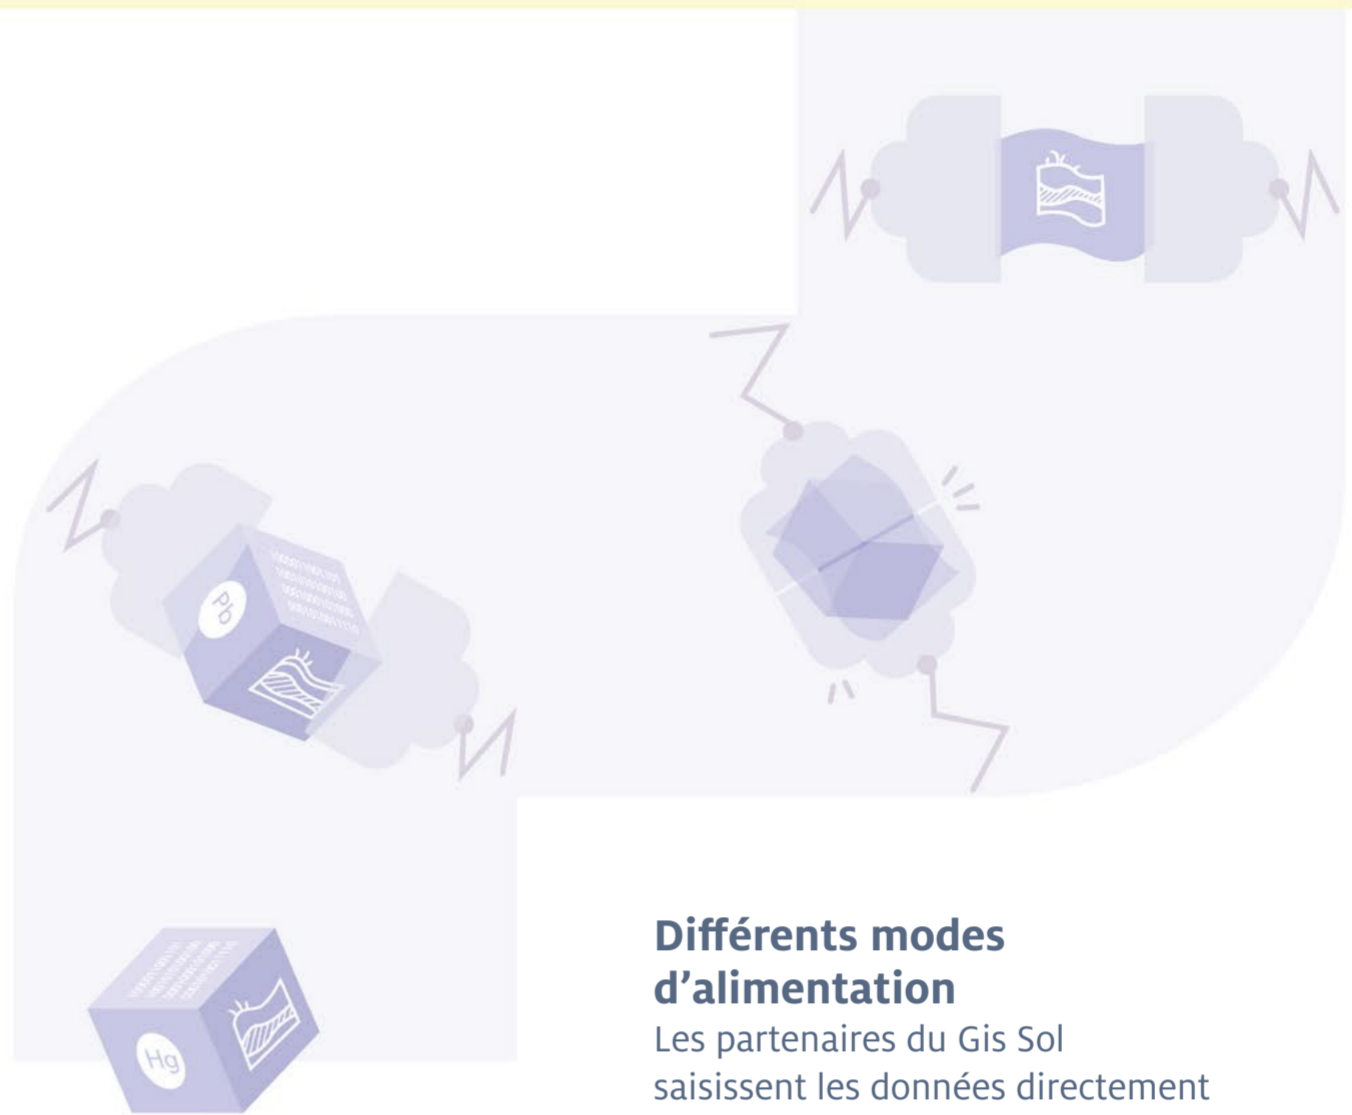 Pb
Hg
Différents modes
d’alimentation
Les partenaires du Gis Sol
saisissent les données directement